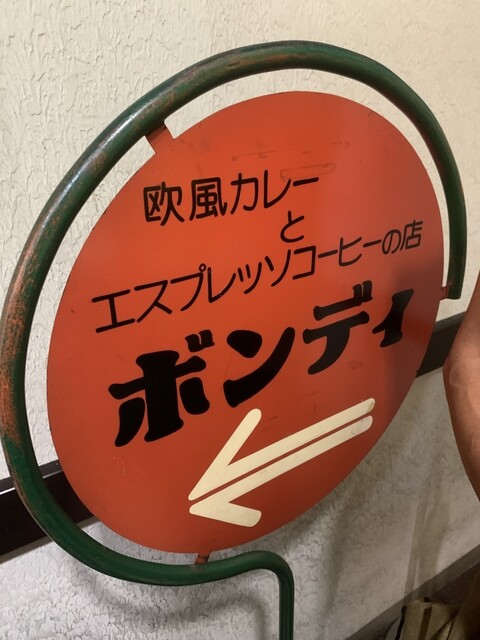 欧風カレー
と
エスプレッソコーヒーの店
ボンディ